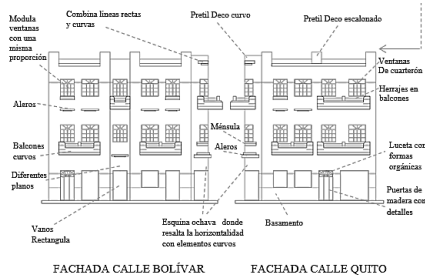 Modula
ventanas
con una
misma
proporción
Combina lineas rectas
y curvas
Pretil Deco curvo
Pretil Deco escalonado
Ventanas
De cuarterón
Herrajes en
balcones
Aleros
Ménsula
Aleros
Balcones
curvos
Luceta con
formas
orgánicas
Diferentes
planos
Puertas de
madera con
detalles
Vanos
Rectangula
Esquina ochava donde
resalta la horizontalidad
con elementos curvos
Basamento
FACHADA CALLE BOLÍVAR
FACHADA CALLE QUITO